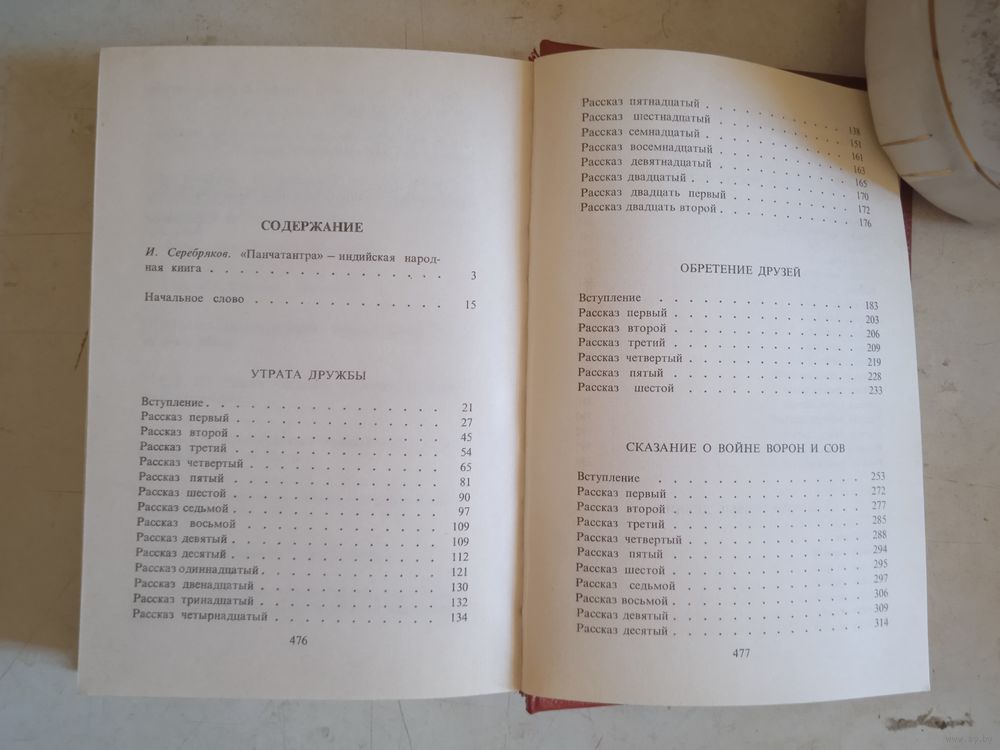 СОДЕРЖАНИЕ
И. Серебряков. «Панчатантра» – индийская народ-
ная книга . . . . . . . . . . . . . . 3
Начальное слово . . . . . . . . . . . . 15
УТРАТА ДРУЖБЫ
Вступление . . . . . . . . . . . . . . 21
Рассказ первый . . . . . . . . . . . . . 27
Рассказ второй . . . . . . . . . . . . . 45
Рассказ третий . . . . . . . . . . . . . 54
Рассказ четвертый . . . . . . . . . . . . 65
Рассказ пятый . . . . . . . . . . . . . 81
Рассказ шестой . . . . . . . . . . . . . 90
Рассказ седьмой . . . . . . . . . . . . . 97
Рассказ восьмой . . . . . . . . . . . . 109
Рассказ девятый . . . . . . . . . . . . . 109
Рассказ десятый . . . . . . . . . . . . . 112
Рассказ одиннадцатый . . . . . . . . . . . 121
Рассказ двенадцатый . . . . . . . . . . . 130
Рассказ тринадцатый . . . . . . . . . . . 132
Рассказ четырнадцатый . . . . . . . . . . 134
476
Рассказ пятнадцатый . . . . . . . . . . 138
Рассказ шестнадцатый . . . . . . . . . . 151
Рассказ семнадцатый . . . . . . . . . . 161
Рассказ восемнадцатый . . . . . . . . . . 163
Рассказ девятнадцатый . . . . . . . . . . 165
Рассказ двадцатый . . . . . . . . . . . 170
Рассказ двадцать первый . . . . . . . . . 172
Рассказ двадцать второй . . . . . . . . . 176
ОБРЕТЕНИЕ ДРУЗЕЙ
Вступление . . . . . . . . . . . . . 183
Рассказ первый . . . . . . . . . . . . 203
Рассказ второй . . . . . . . . . . . . 206
Рассказ третий . . . . . . . . . . . . 209
Рассказ четвертый . . . . . . . . . . . 219
Рассказ пятый . . . . . . . . . . . . 228
Рассказ шестой . . . . . . . . . . . . 233
СКАЗАНИЕ О ВОЙНЕ ВОРОН И СОВ
Вступление . . . . . . . . . . . . . 253
Рассказ первый . . . . . . . . . . . . 272
Рассказ второй . . . . . . . . . . . . 277
Рассказ третий . . . . . . . . . . . . 285
Рассказ четвертый . . . . . . . . . . . 288
Рассказ пятый . . . . . . . . . . . . 294
Рассказ шестой . . . . . . . . . . . . 295
Рассказ седьмой . . . . . . . . . . . . 297
Рассказ восьмой . . . . . . . . . . . . 306
Рассказ девятый . . . . . . . . . . . . 309
Рассказ десятый . . . . . . . . . . . . 314
477